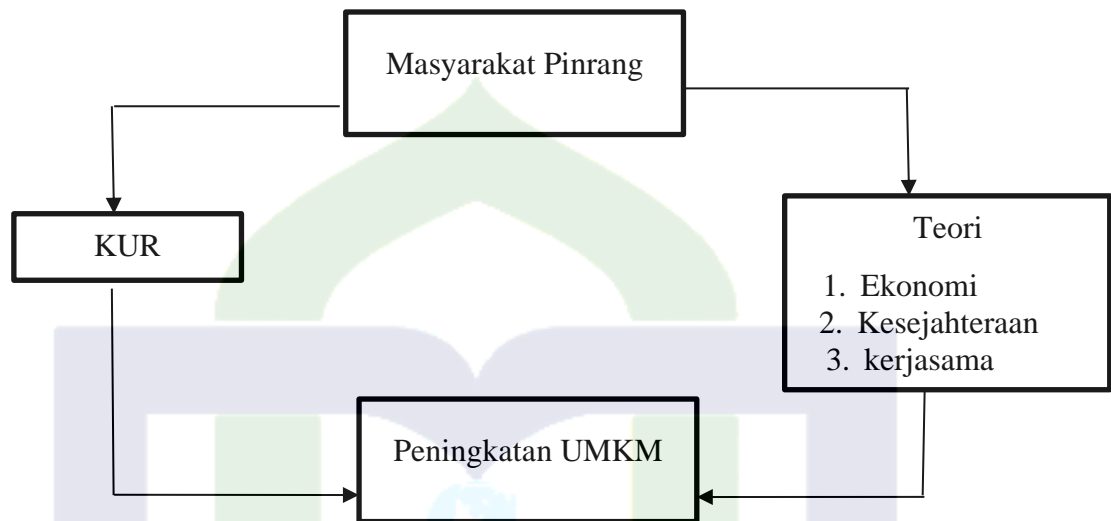 Masyarakat Pinrang
KUR
Teori
1. Ekonomi
2. Kesejahteraan
3. kerjasama
Peningkatan UMKM